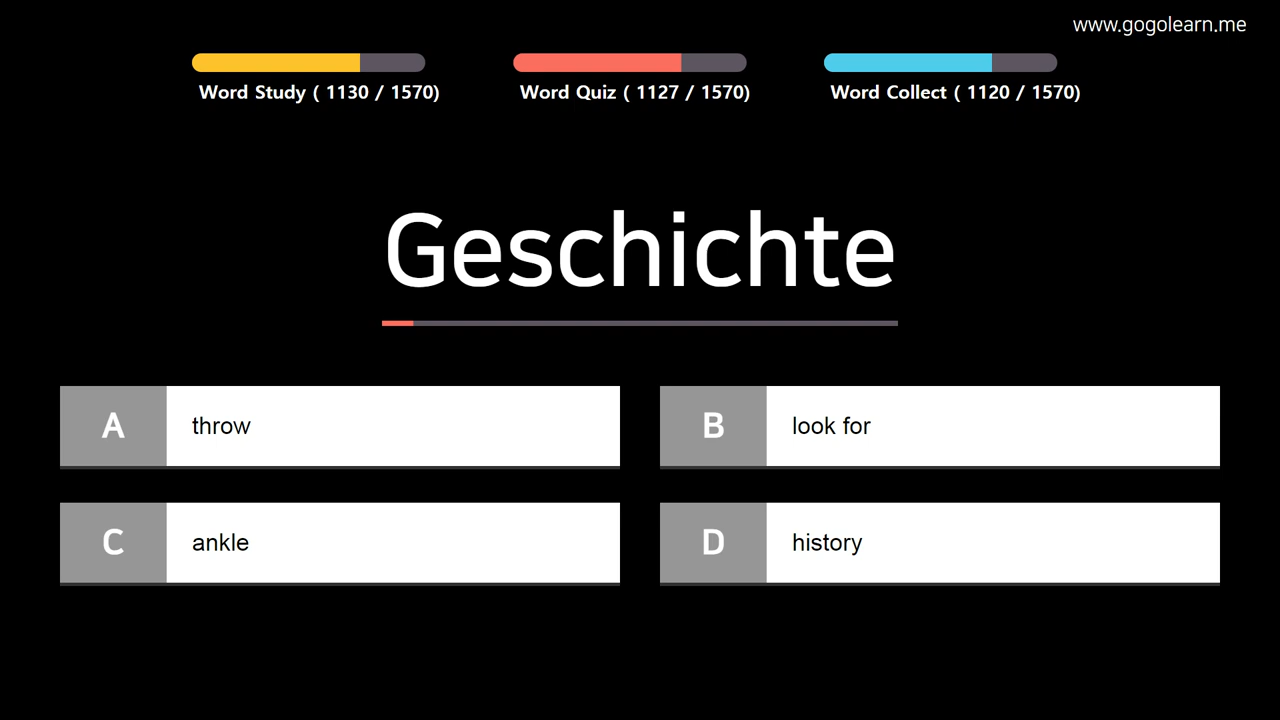 www.gogolearn.me
Word Study ( 1130 / 1570)
Word Quiz ( 1127 / 1570)
Word Collect ( 1120 / 1570)
Geschichte
A throw
B look for
C ankle
D history